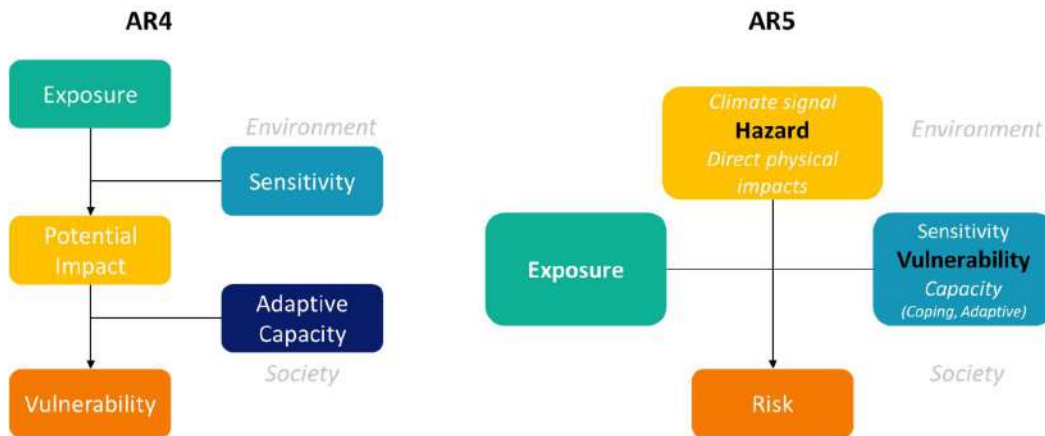 AR4
Exposure
Environment
Sensitivity
Potential
Impact
Adaptive
Capacity
Society
Vulnerability
AR5
Climate signal
Hazard
Direct physical
impacts
Environment
Exposure
Sensitivity
Vulnerability
Capacity
(Coping, Adaptive)
Society
Risk